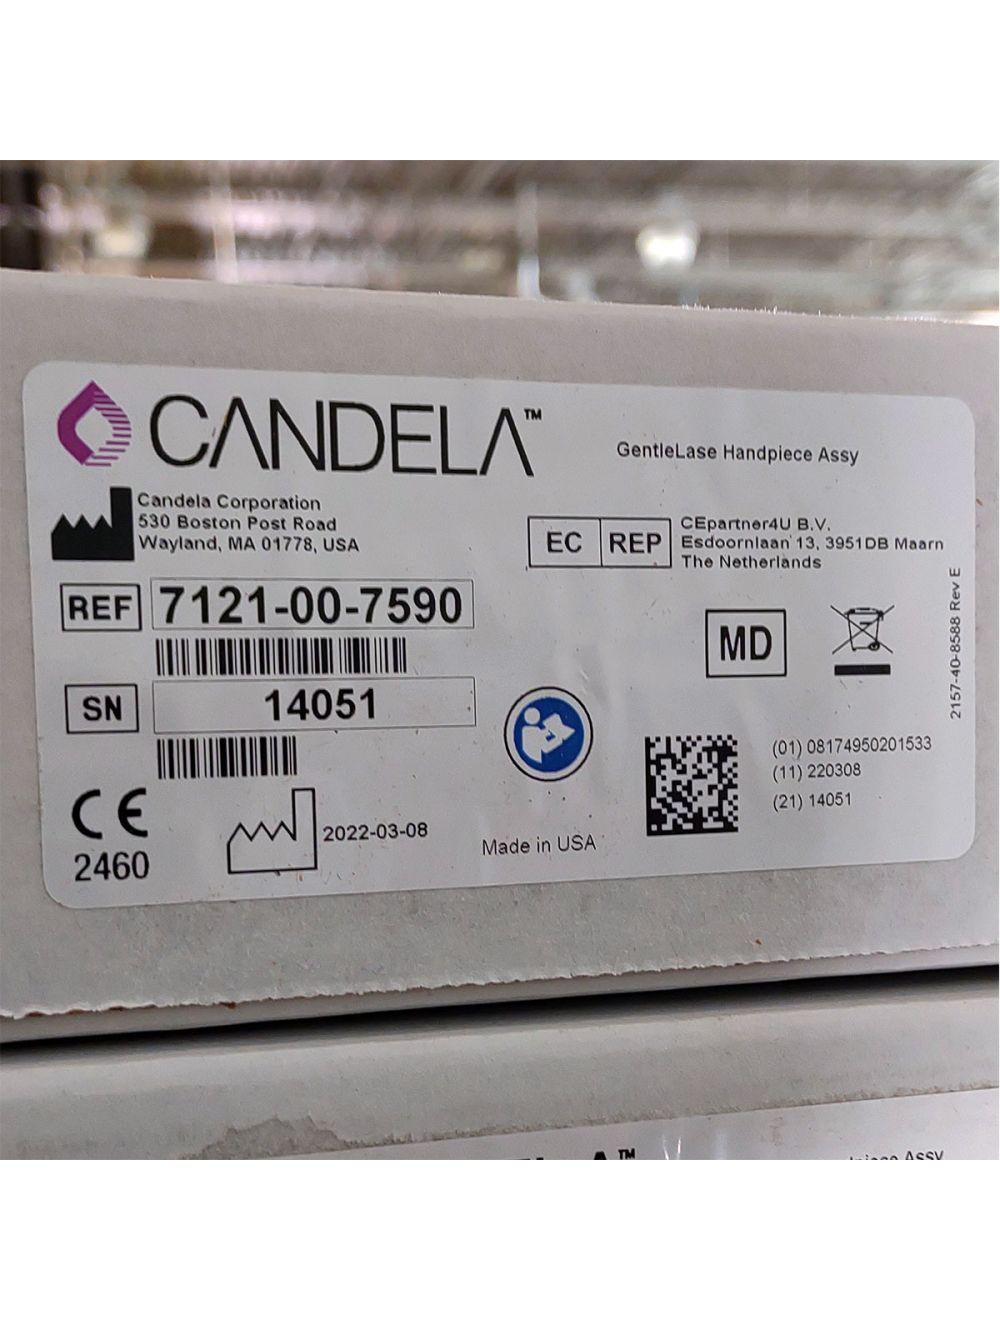 CANDELA™
GentleLase Handpiece Assy
Candela Corporation
530 Boston Post Road
Wayland, MA 01778, USA
EC REP
CEpartner4U B.V.
Esdoornlaan 13, 3951DB Maarn
The Netherlands
REF 7121-00-7590
MD
SN 14051
2157-40-8588 Rev E
(01) 08174950201533
(11) 220308
(21) 14051
CE
2460
2022-03-08
Made in USA
™
Assy